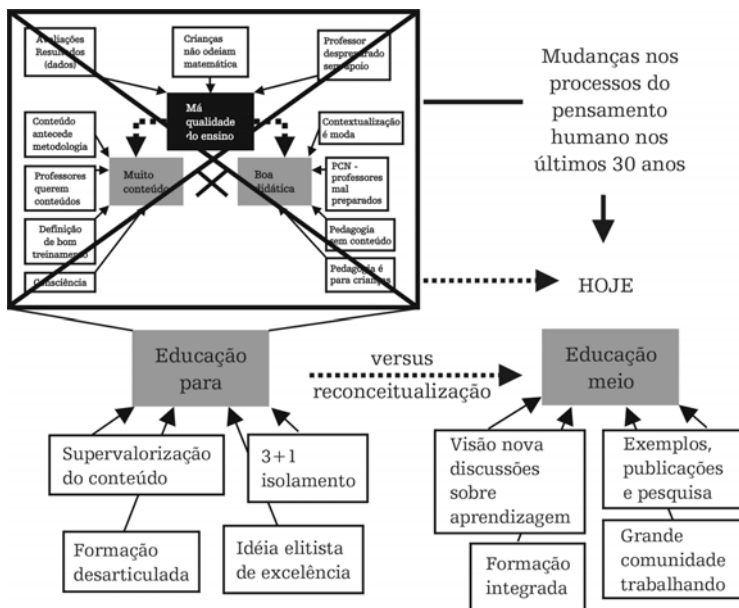 Avaliações
Resultados
(dados)
Crianças
não odeiam
matemática
Professor
despreparado
sem apoio
Má
qualidade
do ensino
Conteúdo
antecede
metodologia
Contextualização
é moda
Professores
querem
conteúdos
Muito
conteúdo
Boa
didática
PCN -
professores
mal
preparados
Definição
de bom
treinamento
Pedagogia
sem conteúdo
Consciência
Pedagogia é
para crianças
Mudanças nos
processos do
pensamento
humano nos
últimos 30 anos
HOJE
Educação
para
versus
reconceitualização
Educação
meio
Supervalorização
do conteúdo
3+1
isolamento
Formação
desarticulada
Idéia elitista
de excelência
Visão nova
discussões
sobre
aprendizagem
Exemplos,
publicações
e pesquisa
Formação
integrada
Grande
comunidade
trabalhando